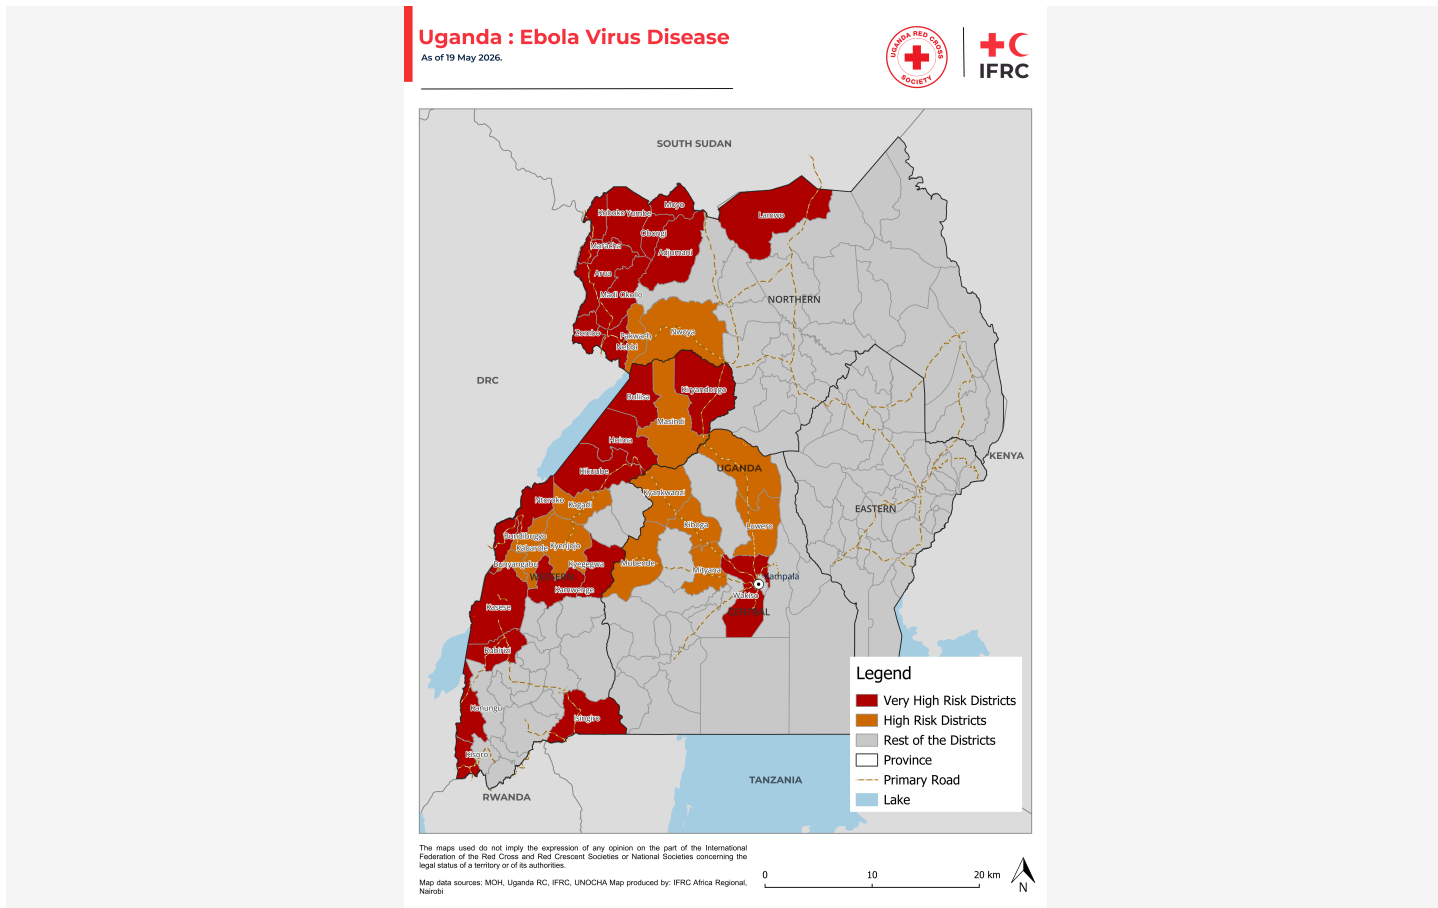 Uganda : Ebola Virus Disease
As of 19 May 2026.
UGANDA RED CROSS
SOCIETY
IFRC
SOUTH SUDAN
Moyo
Koboko Yumbe
Lamwo
Obongi
Maracha
Adjumani
Arua
Madi Okollo
NORTHERN
Zombo
Pakwach
Nwoya
Nebbi
DRC
Kiryandongo
Buliisa
Masindi
Hoima
KENYA
UGANDA
Kikuube
Kyankwanzi
Ntoroko
Kagadi
EASTERN
Kiboga
Luwero
Bundibugyo
Kabarole
Kyenjojo
Bunyangabu
Kyegegwa
Mubende
Mityana
WESTERN
Kampala
Kamwenge
Wakiso
Kasese
CENTRAL
Rubirizi
Legend
Very High Risk Districts
High Risk Districts
Rest of the Districts
Province
Primary Road
Lake
Kanungu
Isingiro
Kisoro
TANZANIA
RWANDA
The maps used do not imply the expression of any opinion on the part of the International
Federation of the Red Cross and Red Crescent Societies or National Societies concerning the
legal status of a territory or of its authorities.
Map data sources: MOH, Uganda RC, IFRC, UNOCHA Map produced by: IFRC Africa Regional,
Nairobi
0 10 20 km
N